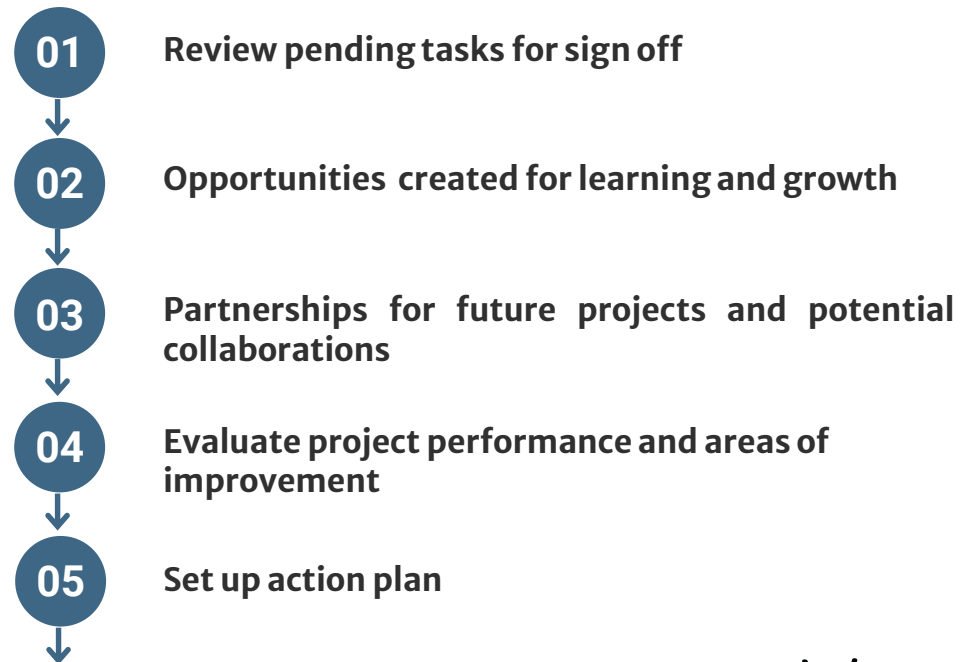 01
Review pending tasks for sign off
02
Opportunities created for learning and growth
03
Partnerships for future projects and potential
collaborations
04
Evaluate project performance and areas of
improvement
05
Set up action plan